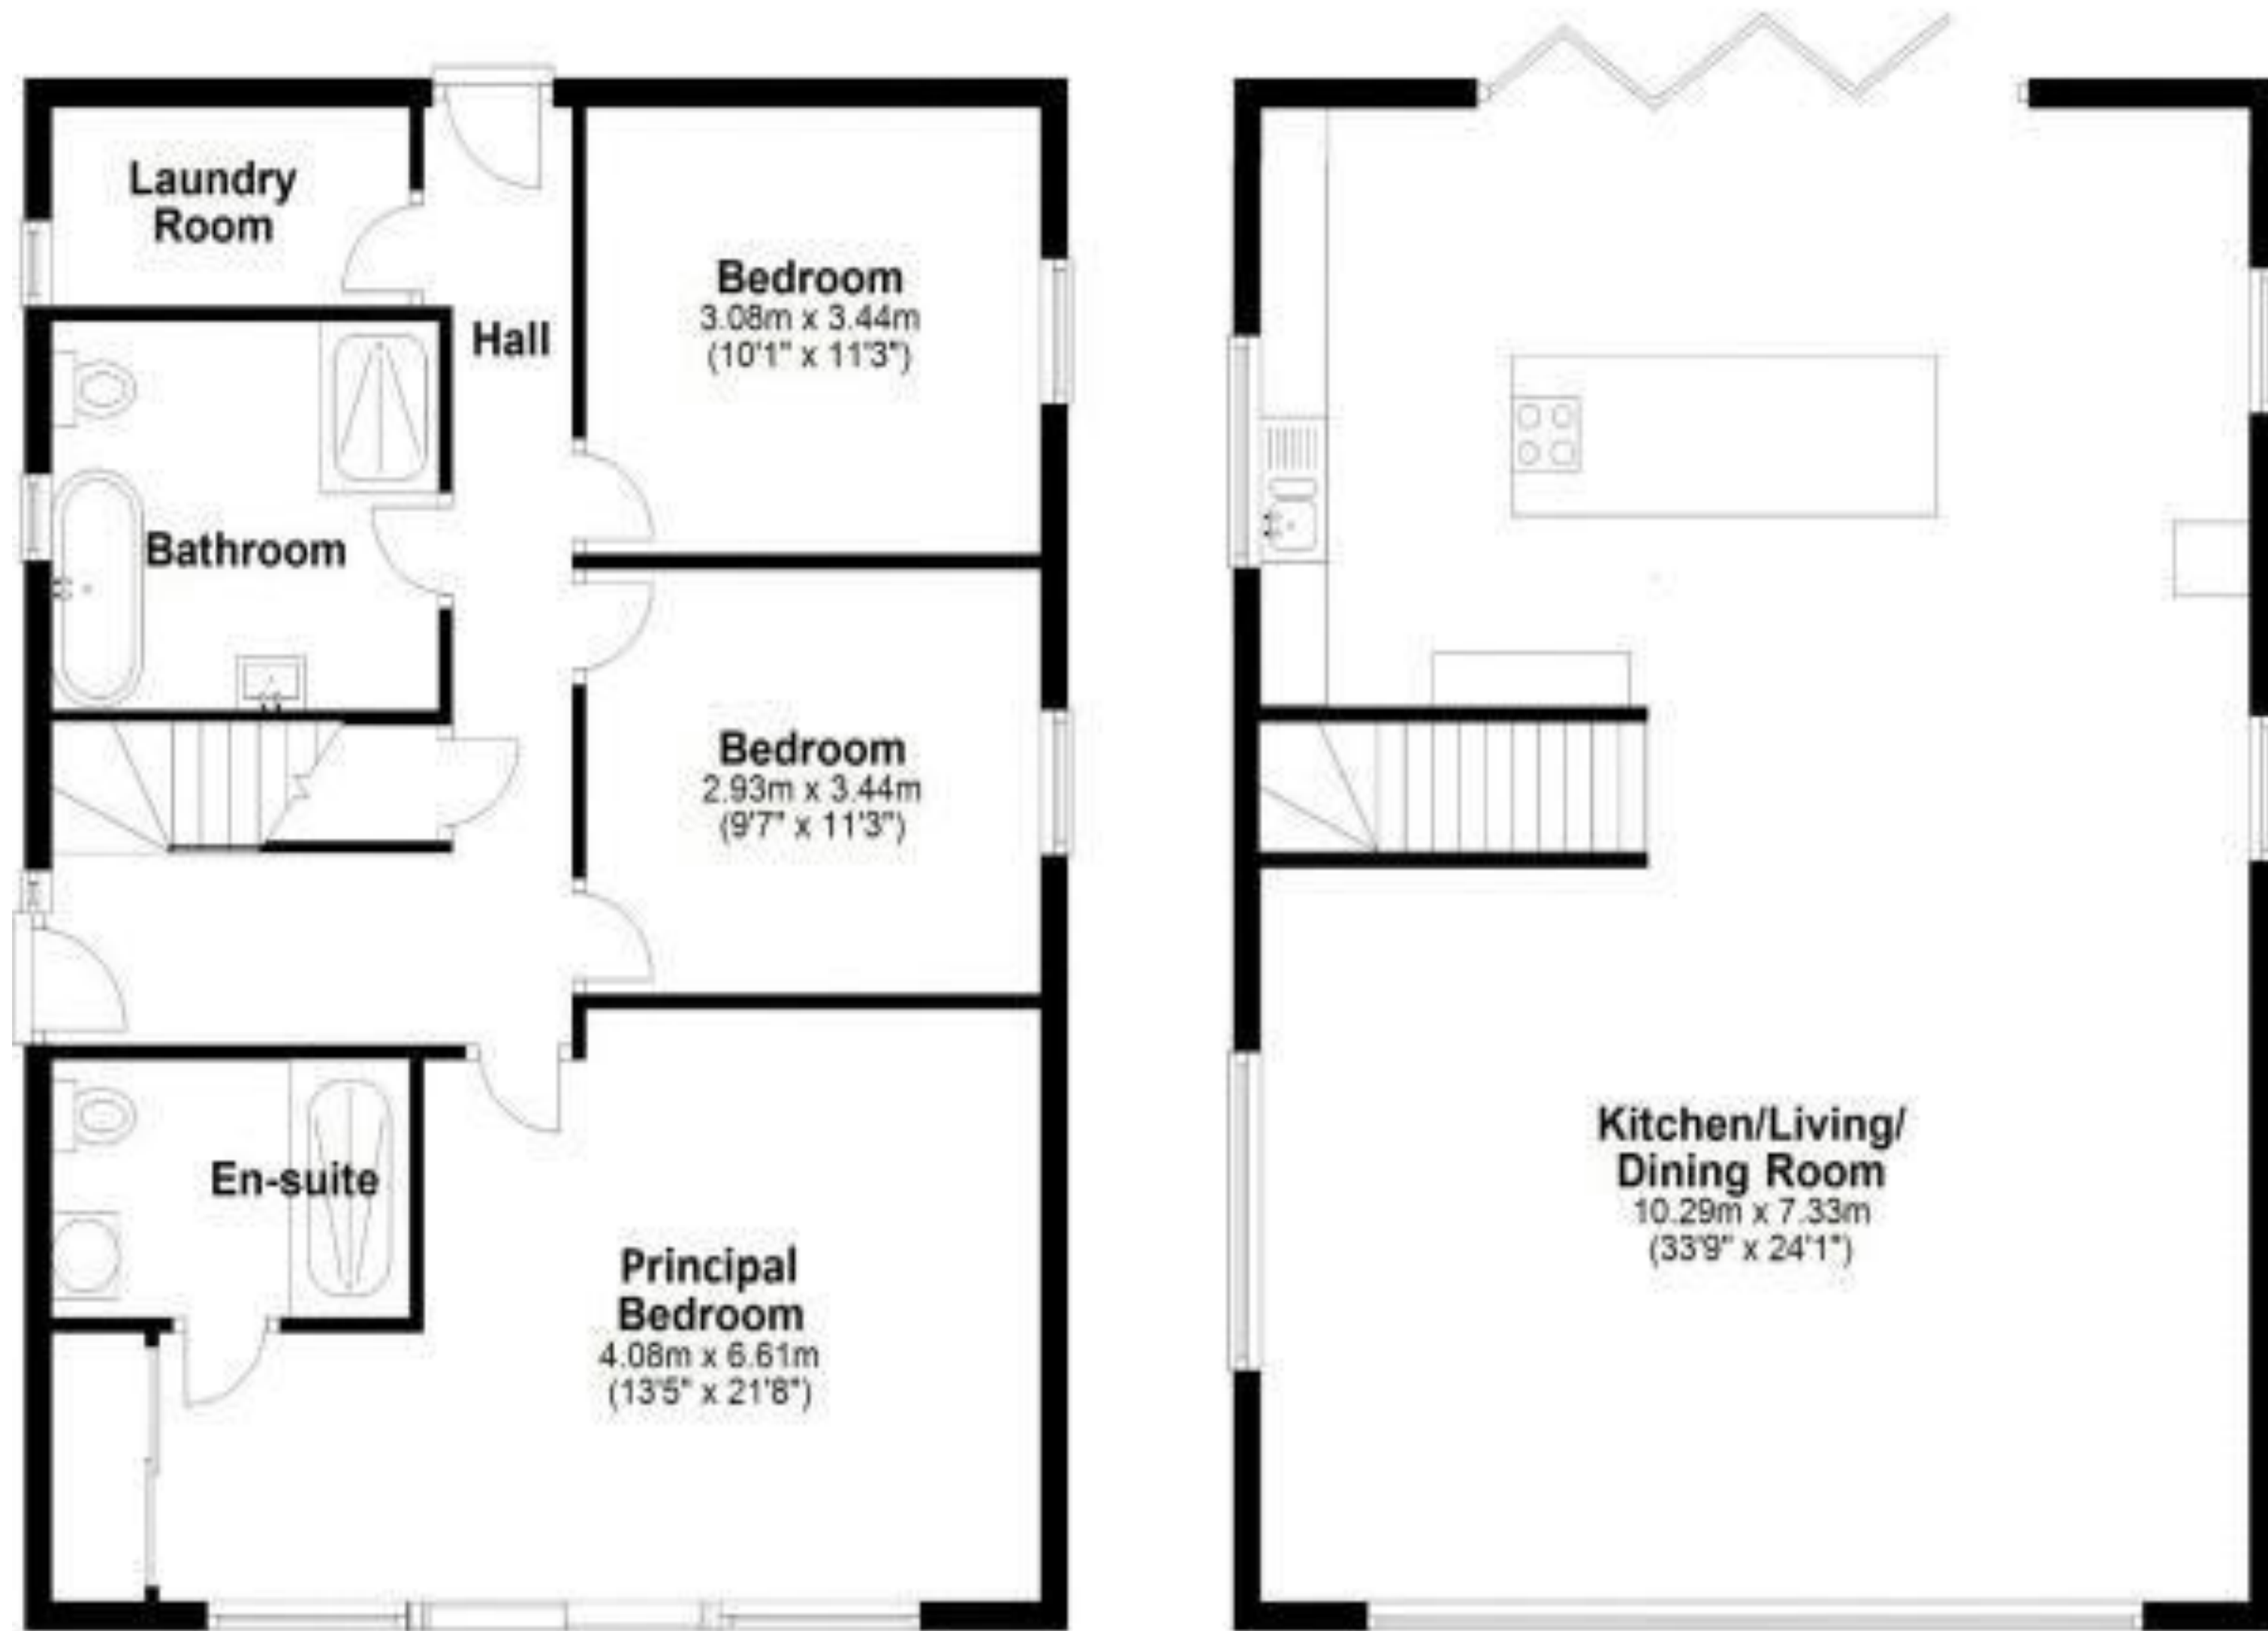 Laundry
Room
Hall
Bedroom
3.08m x 3.44m
(10'1" x 11'3")
Bathroom
Bedroom
2.93m x 3.44m
(9'7" x 11'3")
En-suite
Principal
Bedroom
4.08m x 6.61m
(13'5" x 21'8")
Kitchen/Living/
Dining Room
10.29m x 7.33m
(33'9" x 24'1")